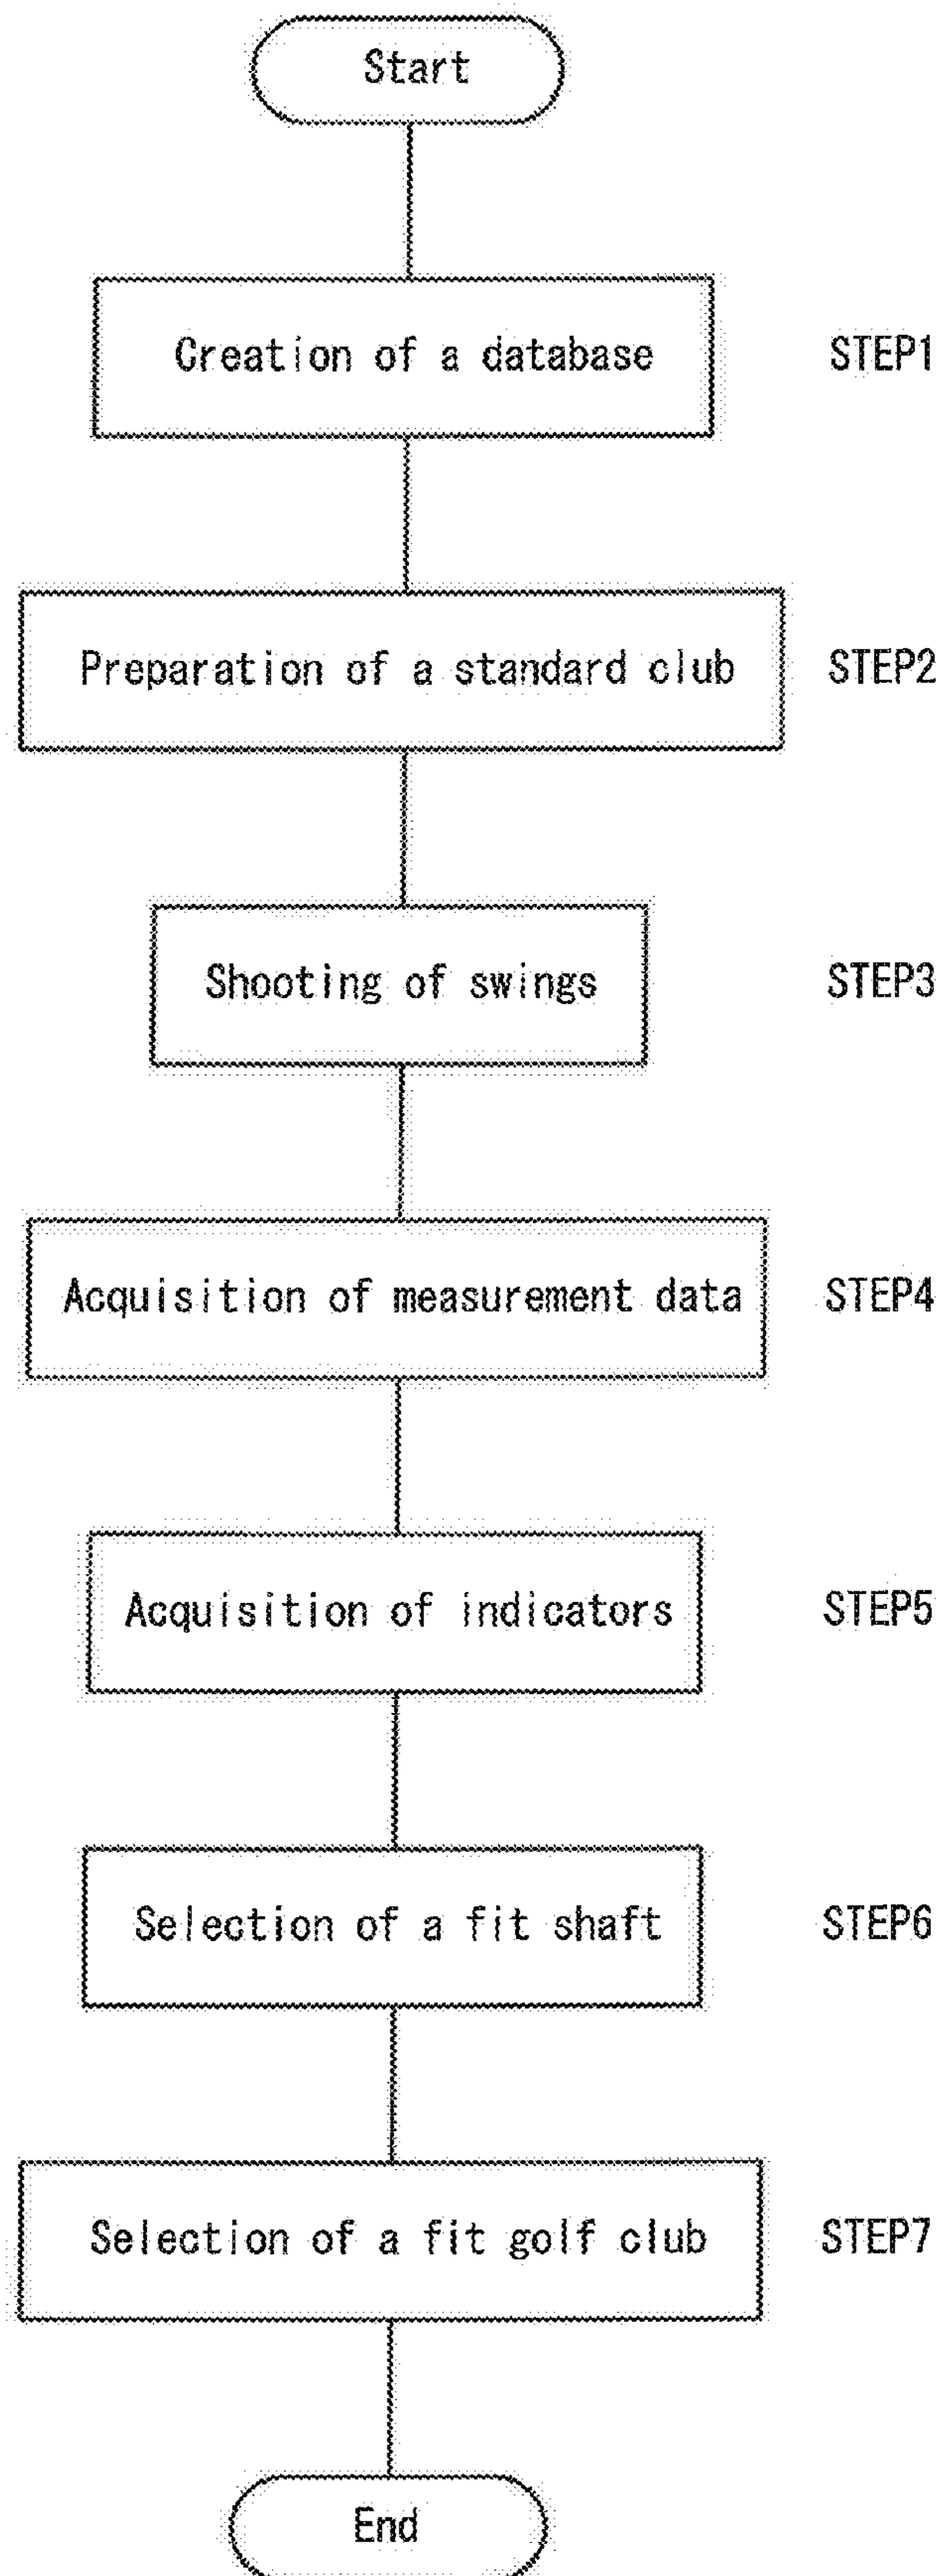 Start
Creation of a database STEP1
Preparation of a standard club STEP2
Shooting of swings STEP3
Acquisition of measurement data STEP4
Acquisition of indicators STEP5
Selection of a fit shaft STEP6
Selection of a fit golf club STEP7
End